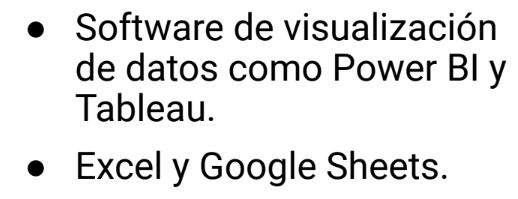 ● Software de visualización
de datos como Power BI y
Tableau.
● Excel y Google Sheets.